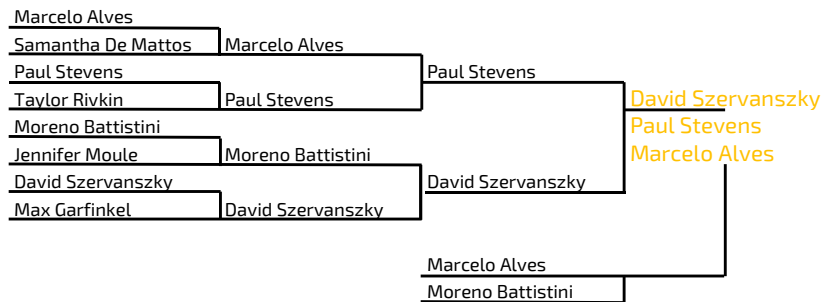 Marcelo Alves
Samantha De Mattos
Marcelo Alves
Paul Stevens
Paul Stevens
Taylor Rivkin
Paul Stevens
David Szervanszky
Paul Stevens
Marcelo Alves
Moreno Battistini
Jennifer Moule
Moreno Battistini
David Szervanszky
David Szervanszky
Max Garfinkel
David Szervanszky
Marcelo Alves
Moreno Battistini